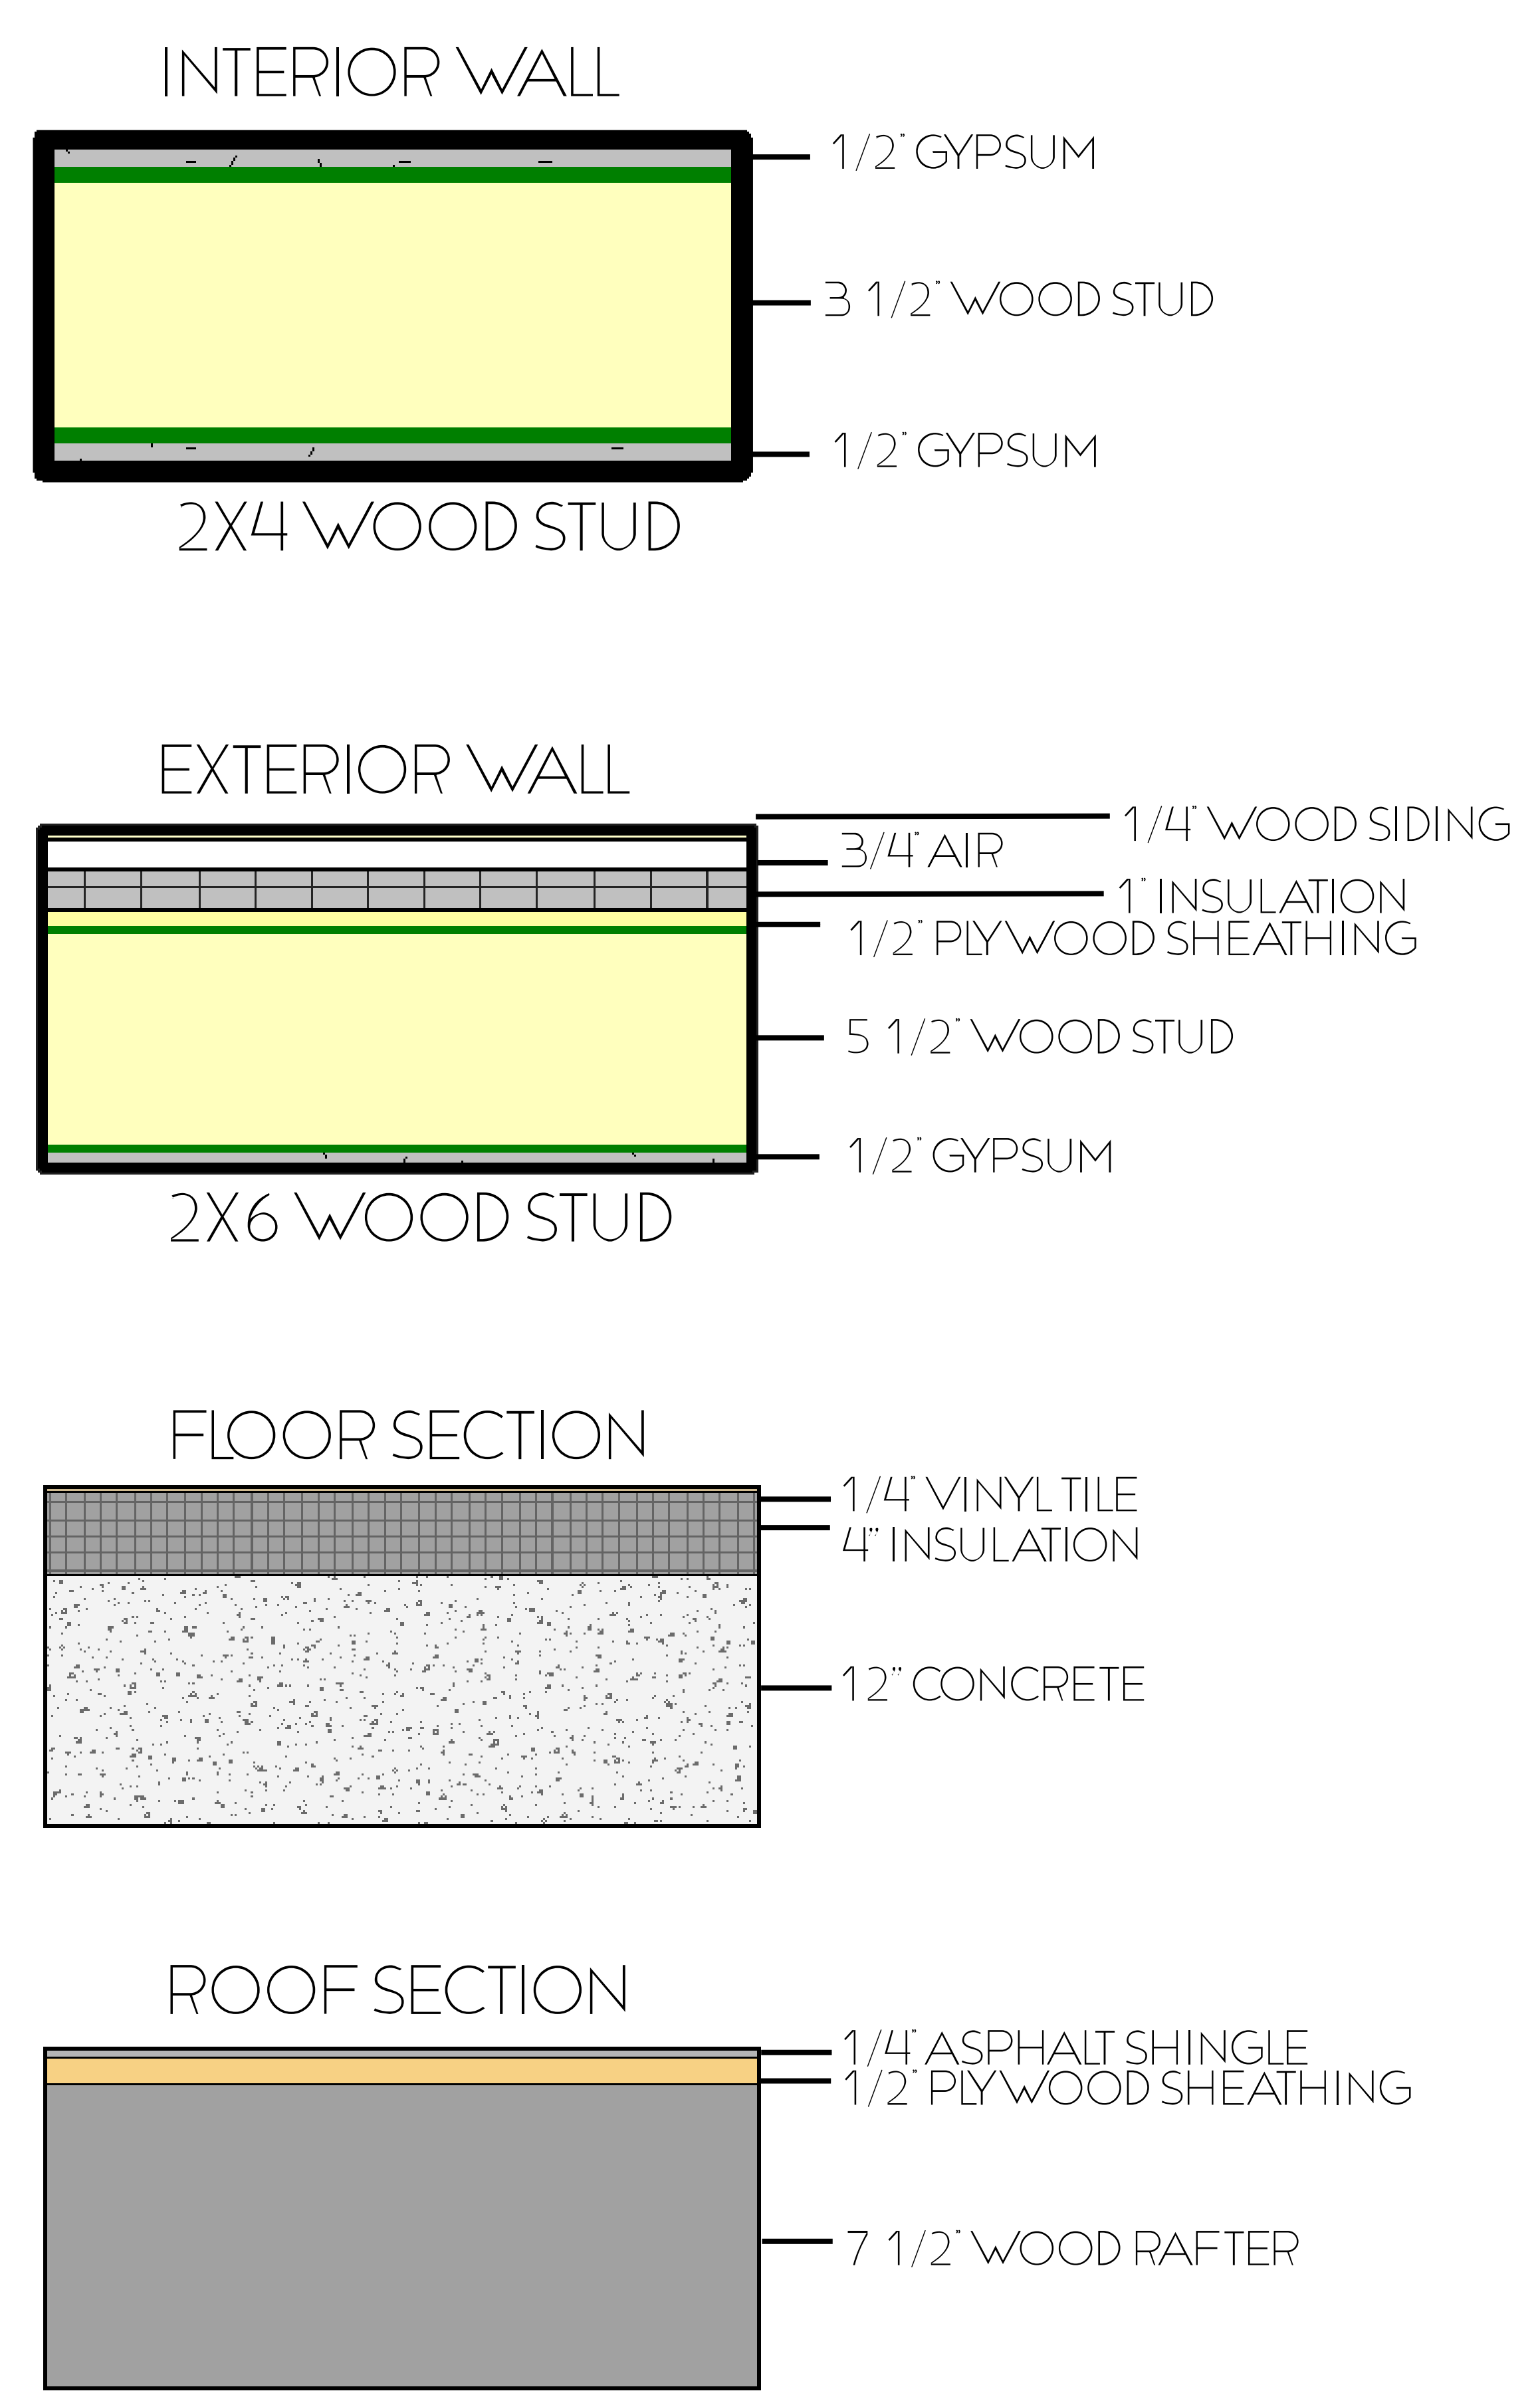 INTERIOR WALL
1/2" GYPSUM
3 1/2" WOOD STUD
1/2" GYPSUM
2X4 WOOD STUD
EXTERIOR WALL
1/4" WOOD SIDING
3/4" AIR
1" INSULATION
1/2" PLYWOOD SHEATHING
5 1/2" WOOD STUD
1/2" GYPSUM
2X6 WOOD STUD
FLOOR SECTION
1/4" VINYL TILE
4" INSULATION
12" CONCRETE
ROOF SECTION
1/4" ASPHALT SHINGLE
1/2" PLYWOOD SHEATHING
7 1/2" WOOD RAFTER